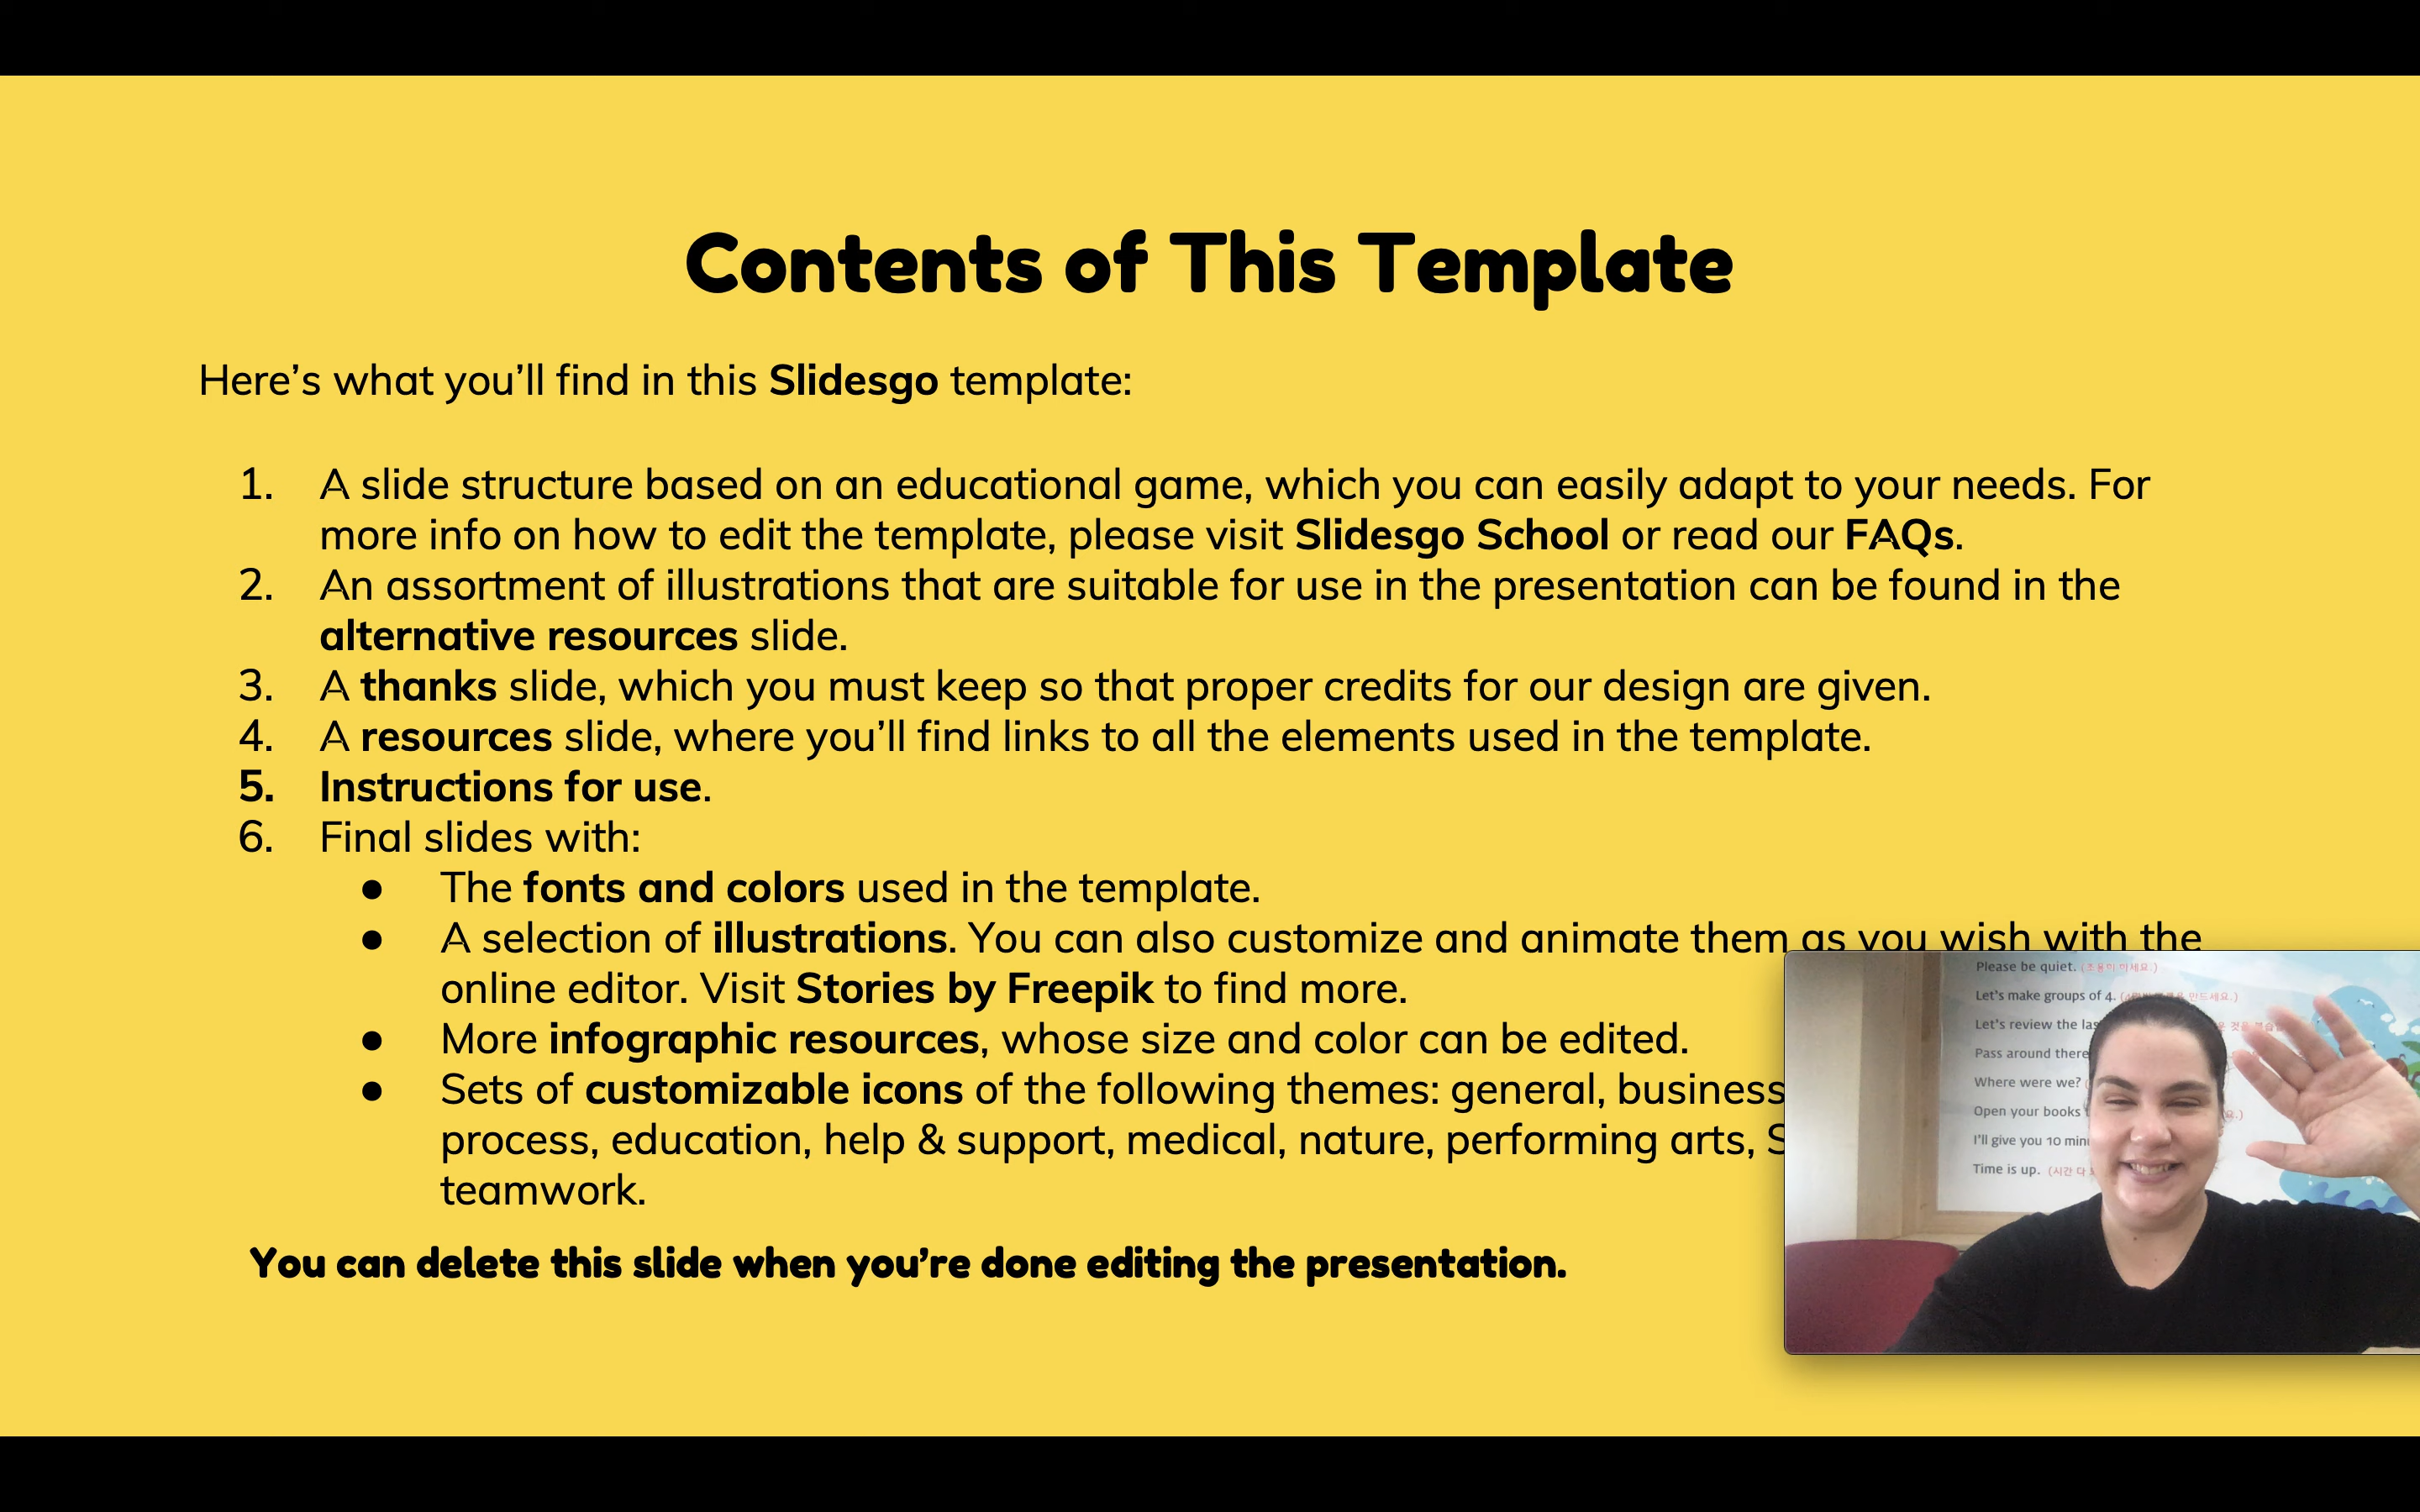 Contents of This Template
Here’s what you’ll find in this Slidesgo template:
1. A slide structure based on an educational game, which you can easily adapt to your needs. For
more info on how to edit the template, please visit Slidesgo School or read our FAQs.
2. An assortment of illustrations that are suitable for use in the presentation can be found in the
alternative resources slide.
3. A thanks slide, which you must keep so that proper credits for our design are given.
4. A resources slide, where you’ll find links to all the elements used in the template.
5. Instructions for use.
6. Final slides with:
● The fonts and colors used in the template.
● A selection of illustrations. You can also customize and animate them as you wish with the
online editor. Visit Stories by Freepik to find more.
● More infographic resources, whose size and color can be edited.
● Sets of customizable icons of the following themes: general, business
process, education, help & support, medical, nature, performing arts,
teamwork.
You can delete this slide when you’re done editing the presentation.
Please be quiet. (조용히 하세요.)
Let’s make groups of 4.
Let’s review the
Pass around
Where were we?
Open your books
I’ll give you 10
Time is up. (시간 다